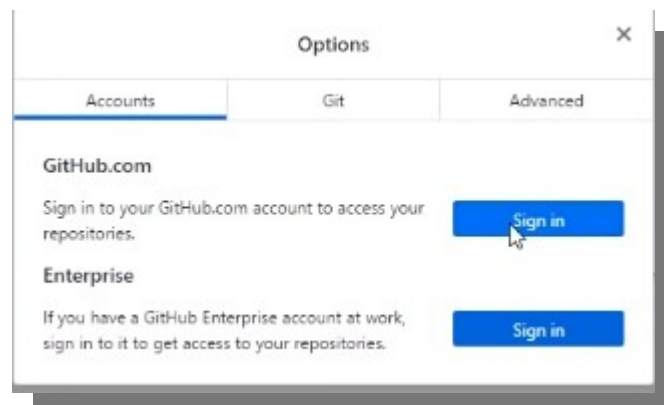 Options
Accounts Git Advanced
GitHub.com
Sign in to your GitHub.com account to access your
repositories.
Sign in
Enterprise
If you have a GitHub Enterprise account at work,
sign in to it to get access to your repositories.
Sign in